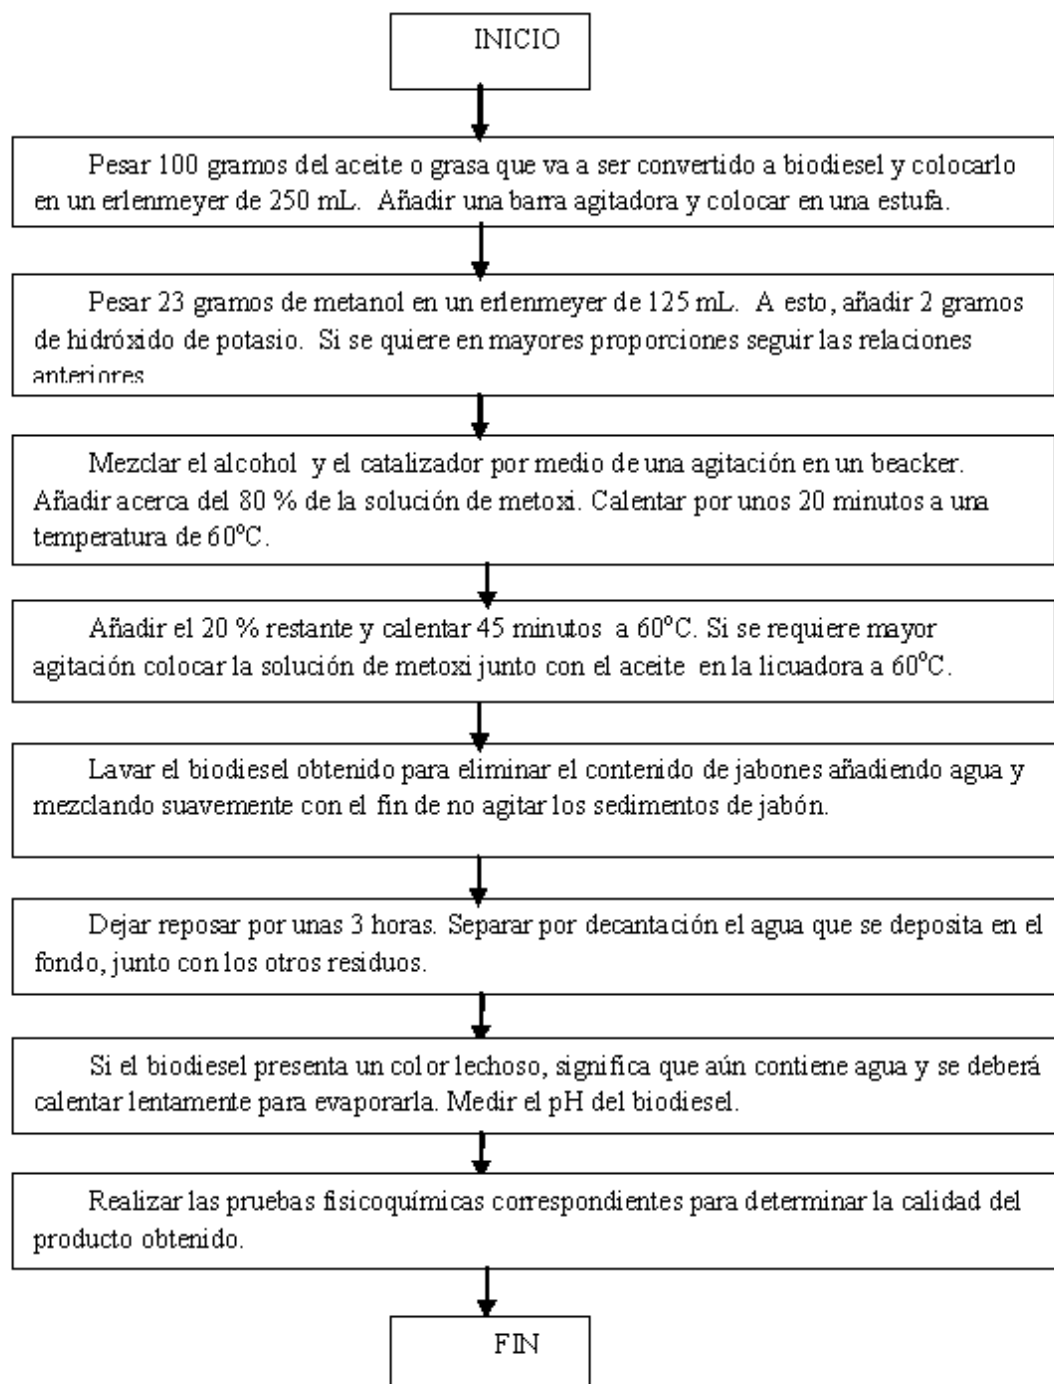 INICIO
Pesar 100 gramos del aceite o grasa que va a ser convertido a biodiesel y colocarlo
en un erlenmeyer de 250 mL. Añadir una barra agitadora y colocar en una estufa.
Pesar 23 gramos de metanol en un erlenmeyer de 125 mL. A esto, añadir 2 gramos
de hidróxido de potasio. Si se quiere en mayores proporciones seguir las relaciones
anteriores
Mezclar el alcohol y el catalizador por medio de una agitación en un beacker.
Añadir acerca del 80 % de la solución de metoxi. Calentar por unos 20 minutos a una
temperatura de 60°C.
Añadir el 20 % restante y calentar 45 minutos a 60°C. Si se requiere mayor
agitación colocar la solución de metoxi junto con el aceite en la licuadora a 60°C.
Lavar el biodiesel obtenido para eliminar el contenido de jabones añadiendo agua y
mezclando suavemente con el fin de no agitar los sedimentos de jabón.
Dejar reposar por unas 3 horas. Separar por decantación el agua que se deposita en el
fondo, junto con los otros residuos.
Si el biodiesel presenta un color lechoso, significa que aún contiene agua y se deberá
calentar lentamente para evaporarla. Medir el pH del biodiesel.
Realizar las pruebas fisicoquímicas correspondientes para determinar la calidad del
producto obtenido.
FIN